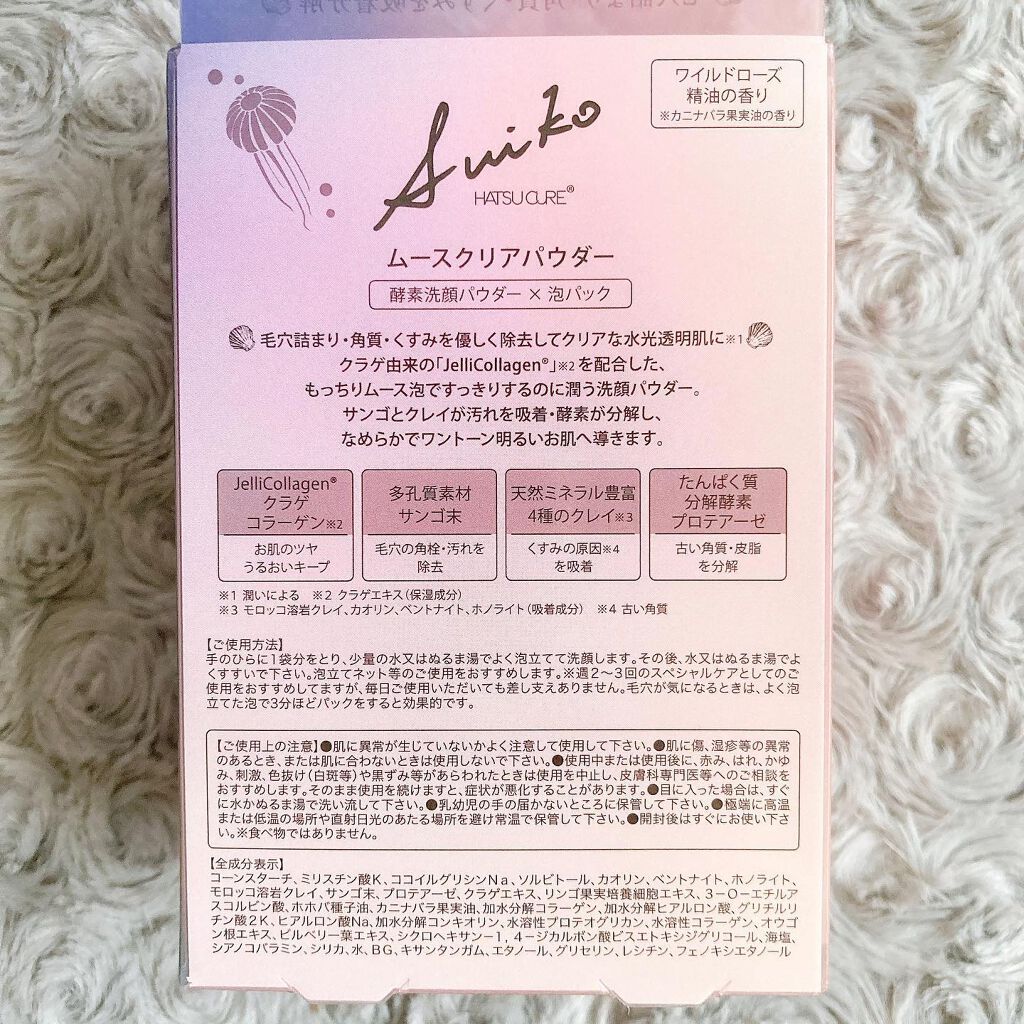 ワイルドローズ
精油の香り
※カニナバラ果実油の香り
Suiko
HATSUCURE®
ムースクリアパウダー
酵素洗顔パウダー × 泡パック
毛穴詰まり・角質・くすみを優しく除去してクリアな水光透明肌に※1
クラゲ由来の「JelliCollagen®」※2 を配合した、
もっちりムース泡ですっきりするのに潤う洗顔パウダー。
サンゴとクレイが汚れを吸着・酵素が分解し、
なめらかでワントーン明るいお肌へ導きます。
JelliCollagen®
クラゲ
コラーゲン※2
お肌のツヤ
うるおいキープ
多孔質素材
サンゴ末
毛穴の角栓・汚れを
除去
天然ミネラル豊富
4種のクレイ※3
くすみの原因※4
を吸着
たんぱく質
分解酵素
プロテアーゼ
古い角質・皮脂
を分解
※1 潤いによる ※2 クラゲエキス（保湿成分）
※3 モロッコ溶岩クレイ、カオリン、ベントナイト、ホノライト（吸着成分） ※4 古い角質
【ご使用方法】
手のひらに1袋分をとり、少量の水又はぬるま湯でよく泡立てて洗顔します。その後、水又はぬるま湯でよ
くすすいで下さい。泡立てネット等のご使用をおすすめします。※週2〜3回のスペシャルケアとしてのご
使用をおすすめしてますが、毎日ご使用いただいても差し支えありません。毛穴が気になるときは、よく泡
立てた泡で3分ほどパックをすると効果的です。
【ご使用上の注意】●肌に異常が生じていないかよく注意して使用して下さい。●肌に傷、湿疹等の異常
のあるとき、または肌に合わないときは使用しないで下さい。●使用中または使用後に、赤み、はれ、かゆ
み、刺激、色抜け（白斑等）や黒ずみ等があらわれたときは使用を中止し、皮膚科専門医等へのご相談を
おすすめします。そのまま使用を続けますと、症状が悪化することがあります。●目に入った場合は、すぐ
に水かぬるま湯で洗い流して下さい。●乳幼児の手の届かないところに保管して下さい。●極端に高温
または低温の場所や直射日光のあたる場所を避け常温で保管して下さい。●開封後はすぐにお使い下さ
い。※食べ物ではありません。
【全成分表示】
コーンスターチ、ミリスチン酸K、ココイルグリシンNa、ソルビトール、カオリン、ベントナイト、ホノライト、
モロッコ溶岩クレイ、サンゴ末、プロテアーゼ、クラゲエキス、リンゴ果実培養細胞エキス、3－O－エチルア
スコルビン酸、ホホバ種子油、カニナバラ果実油、加水分解コラーゲン、加水分解ヒアルロン酸、グリチルリ
チン酸2K、ヒアルロン酸Na、加水分解コンキオリン、水溶性プロテオグリカン、水溶性コラーゲン、オウゴ
ン根エキス、ビルベリー葉エキス、シクロヘキサン－1，4－ジカルボン酸ビスエトキシジグリコール、海塩、
シアノコバラミン、シリカ、水、BG、キサンタンガム、エタノール、グリセリン、レシチン、フェノキシエタノール